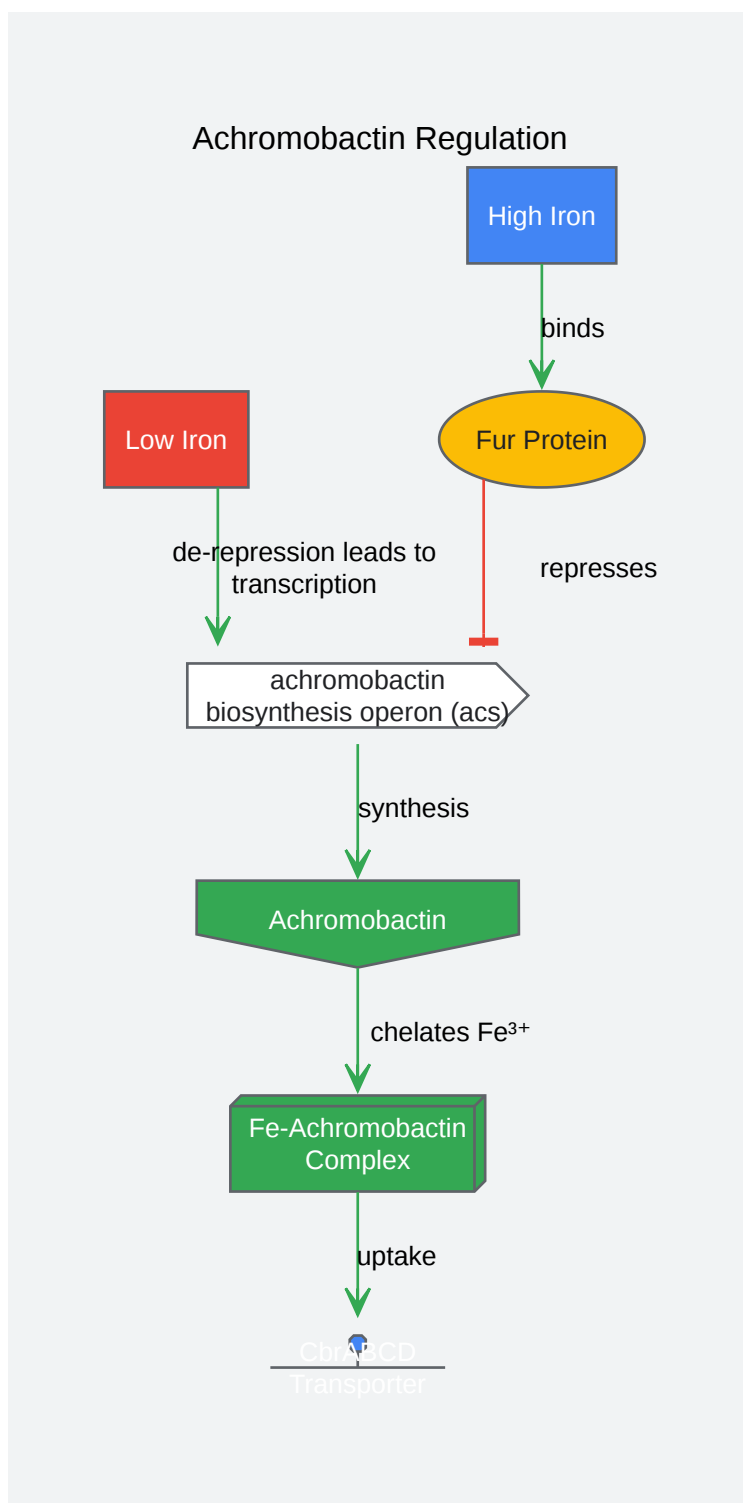 Achromobactin Regulation
High Iron
binds
Low Iron
Fur Protein
de-repression leads to
transcription
represses
achromobactin
biosynthesis operon (acs)
synthesis
Achromobactin
chelates Fe³⁺
Fe-Achromobactin
Complex
uptake
CbrABCD
Transporter